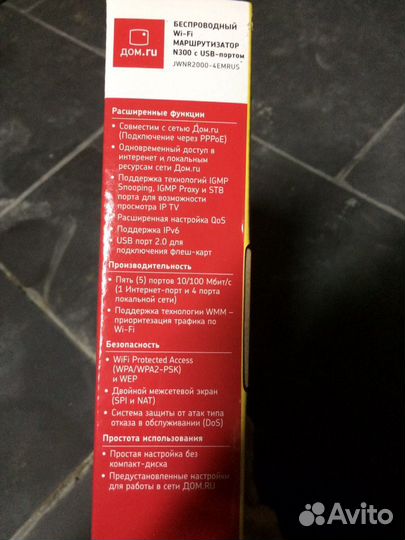 ДОМ.ru
БЕСПРОВОДНЫЙ
Wi-Fi
МАРШРУТИЗАТОР
N300 с USB-портом
JWNR2000-4EMRUS
Расширенные функции
• Совместим с сетью Дом.ru
(Подключение через PPPoE)
• Одновременный доступ в
интеренет и локальным
ресурсам сети Дом.ru
• Поддержка технологий IGMP
Snooping, IGMP Proxy и STB
порта для возможности
просмотра IP TV
• Расширенная настройка QoS
• Поддержка IPv6
• USB порт 2.0 для
подключения флеш-карт
Производительность
• Пять (5) портов 10/100 Мбит/с
(1 Интернет-порт и 4 порта
локальной сети)
• Поддержка технологии WMM –
приоритезация трафика по
Wi-Fi
Безопасность
• WiFi Protected Access
(WPA/WPA2-PSK)
и WEP
• Двойной межсетевой экран
(SPI и NAT)
• Система защиты от атак типа
отказа в обслуживании (DoS)
Простота использования
• Простая настройка без
компакт-диска
• Предустановленные настройки
для работы в сети ДОМ.RU
Avito